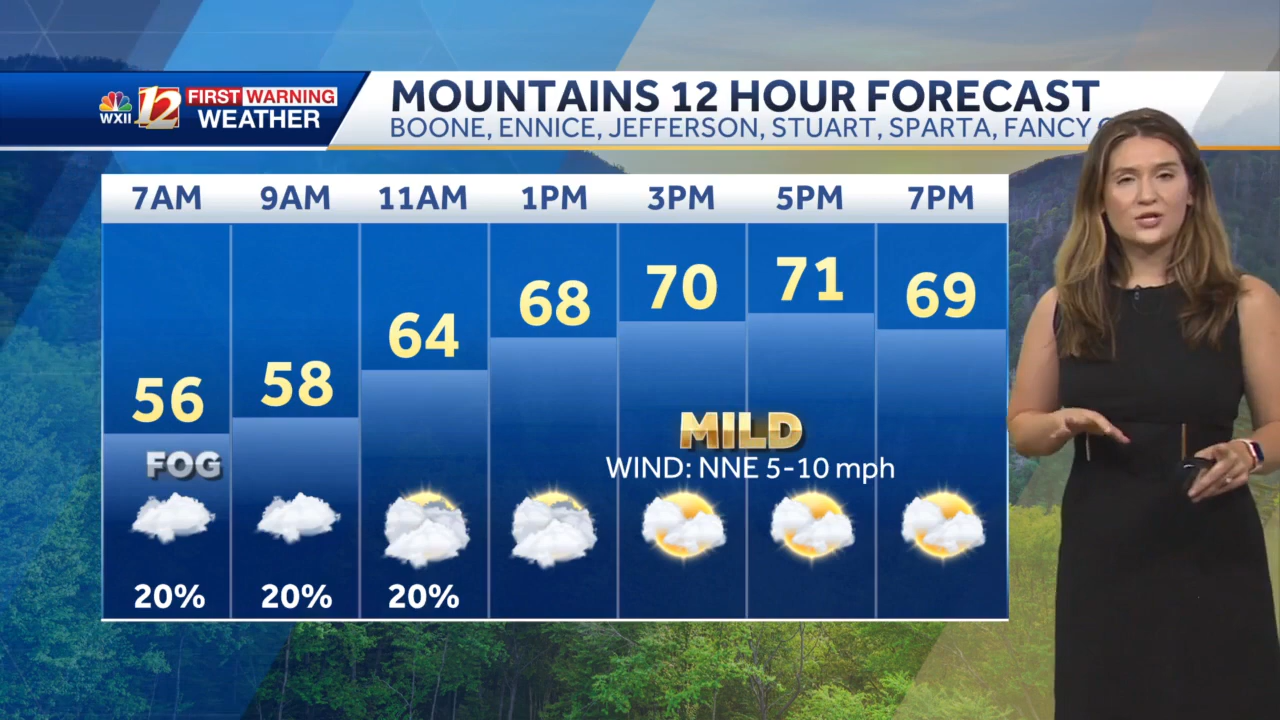 WXII 12 FIRST WARNING WEATHER
MOUNTAINS 12 HOUR FORECAST
BOONE, ENNICE, JEFFERSON, STUART, SPARTA, FANCY
7AM 9AM 11AM 1PM 3PM 5PM 7PM
56 58 64 68 70 71 69
FOG
MILD
WIND: NNE 5-10 mph
20% 20% 20%